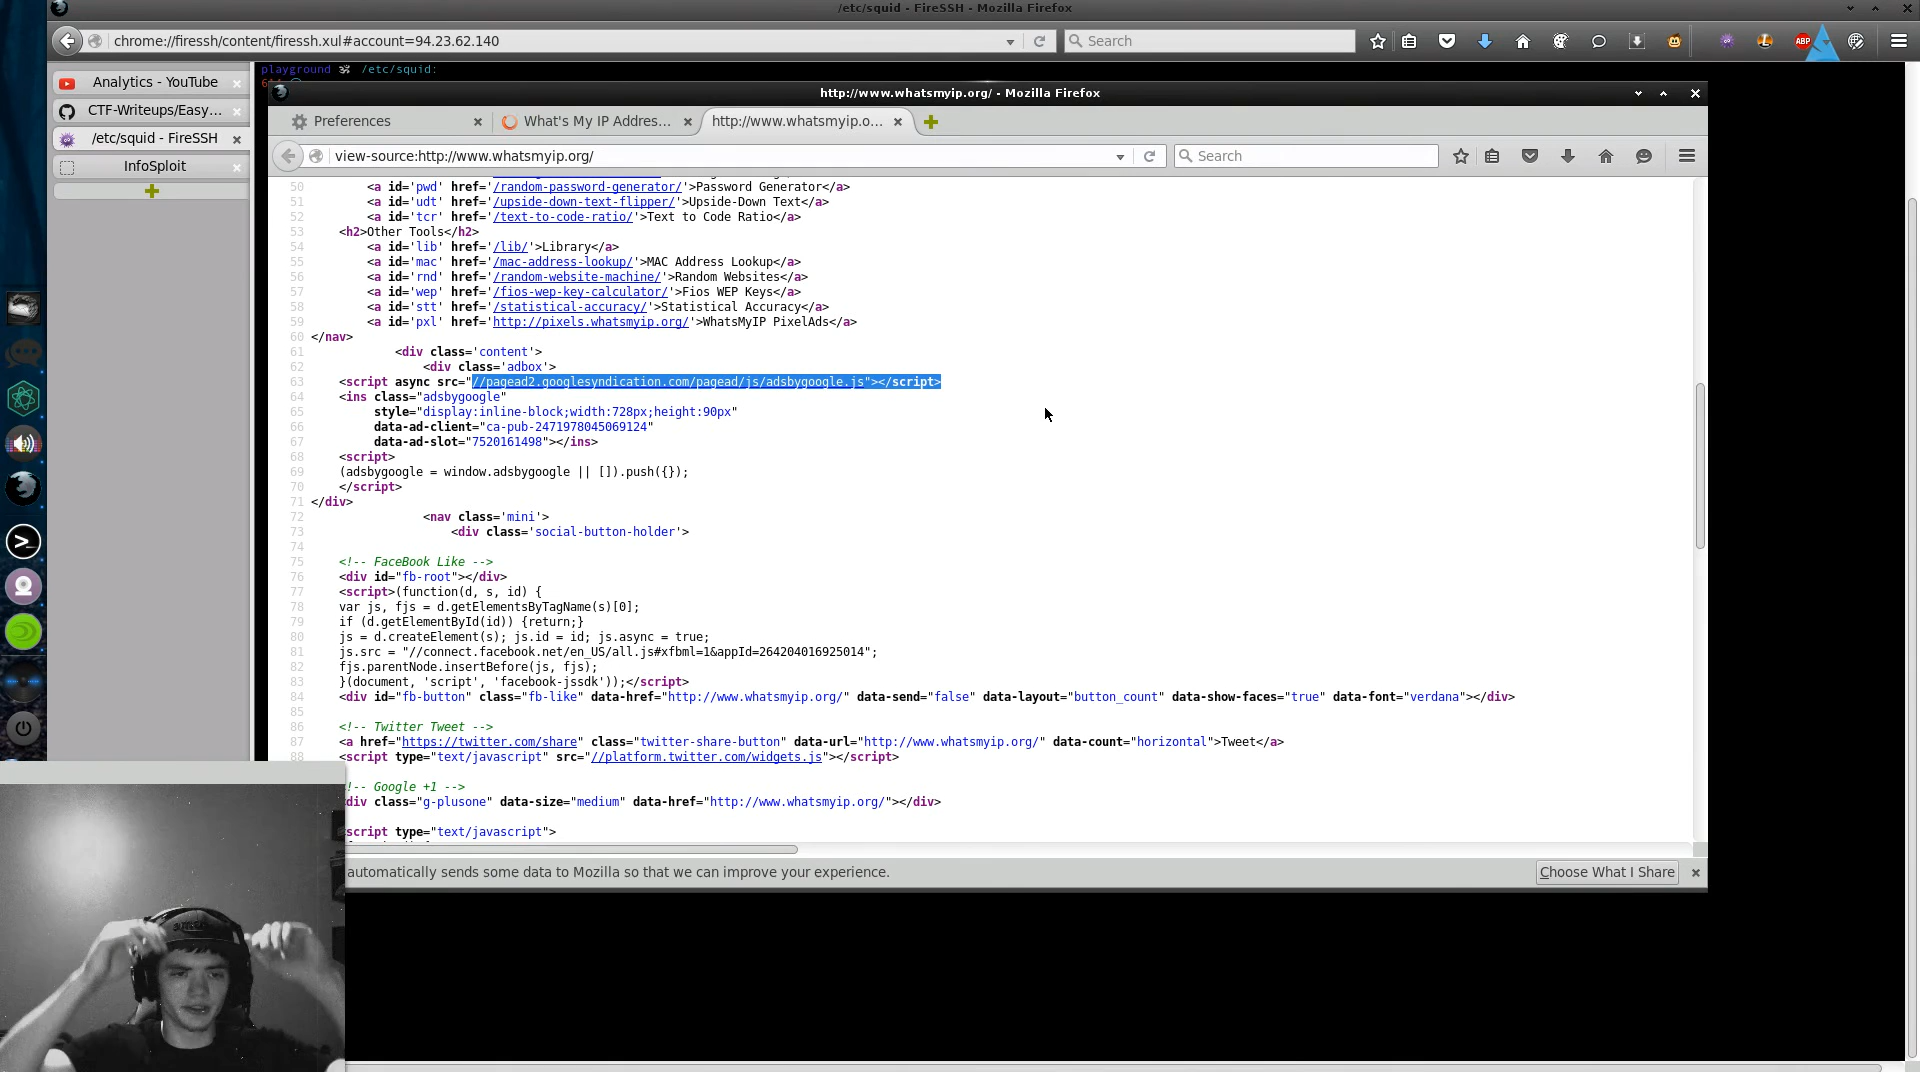 /etc/squid - FireSSH - Mozilla Firefox
chrome://firessh/content/firessh.xul#account=94.23.62.140
Search
ABP
Analytics - YouTube
CTF-Writeups/Easy...
/etc/squid - FireSSH
InfoSploit
playground /etc/squid:
http://www.whatsmyip.org/ - Mozilla Firefox
Preferences
What's My IP Addres...
http://www.whatsmyip.o...
view-source:http://www.whatsmyip.org/
Search
50 <a id='pwd' href='/random-password-generator/'>Password Generator</a>
51 <a id='udt' href='/upside-down-text-flipper/'>Upside-Down Text</a>
52 <a id='tcr' href='/text-to-code-ratio/'>Text to Code Ratio</a>
53 <h2>Other Tools</h2>
54 <a id='lib' href='/lib/'>Library</a>
55 <a id='mac' href='/mac-address-lookup/'>MAC Address Lookup</a>
56 <a id='rnd' href='/random-website-machine/'>Random Websites</a>
57 <a id='wep' href='/fios-wep-key-calculator/'>Fios WEP Keys</a>
58 <a id='stt' href='/statistical-accuracy/'>Statistical Accuracy</a>
59 <a id='pxl' href='http://pixels.whatsmyip.org/'>WhatsMyIP PixelAds</a>
60 </nav>
61 <div class='content'>
62 <div class='adbox'>
63 <script async src="//pagead2.googlesyndication.com/pagead/js/adsbygoogle.js"></script>
64 <ins class="adsbygoogle"
65 style="display:inline-block;width:728px;height:90px"
66 data-ad-client="ca-pub-2471978045069124"
67 data-ad-slot="7520161498"></ins>
68 <script>
69 (adsbygoogle = window.adsbygoogle || []).push({});
70 </script>
71 </div>
72 <nav class='mini'>
73 <div class='social-button-holder'>
74
75 <!-- FaceBook Like -->
76 <div id="fb-root"></div>
77 <script>(function(d, s, id) {
78 var js, fjs = d.getElementsByTagName(s)[0];
79 if (d.getElementById(id)) {return;}
80 js = d.createElement(s); js.id = id; js.async = true;
81 js.src = "//connect.facebook.net/en_US/all.js#xfbml=1&appId=264204016925014";
82 fjs.parentNode.insertBefore(js, fjs);
83 }(document, 'script', 'facebook-jssdk'));</script>
84 <div id="fb-button" class="fb-like" data-href="http://www.whatsmyip.org/" data-send="false" data-layout="button_count" data-show-faces="true" data-font="verdana"></div>
85
86 <!-- Twitter Tweet -->
87 <a href="https://twitter.com/share" class="twitter-share-button" data-url="http://www.whatsmyip.org/" data-count="horizontal">Tweet</a>
88 <script type="text/javascript" src="//platform.twitter.com/widgets.js"></script>
!-- Google +1 -->
div class="g-plusone" data-size="medium" data-href="http://www.whatsmyip.org/"></div>
script type="text/javascript">
automatically sends some data to Mozilla so that we can improve your experience.
Choose What I Share